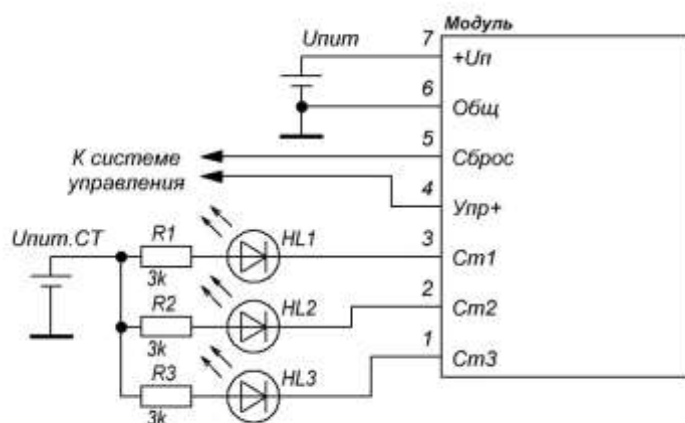 Модуль
Uпит
7
+Uп
6
Общ
5
Сброс
К системе
управления
4
Упр+
Uпит.СТ
R1
HL1
3
Ст1
3k
R2
HL2
2
Ст2
3k
R3
HL3
1
Ст3
3k